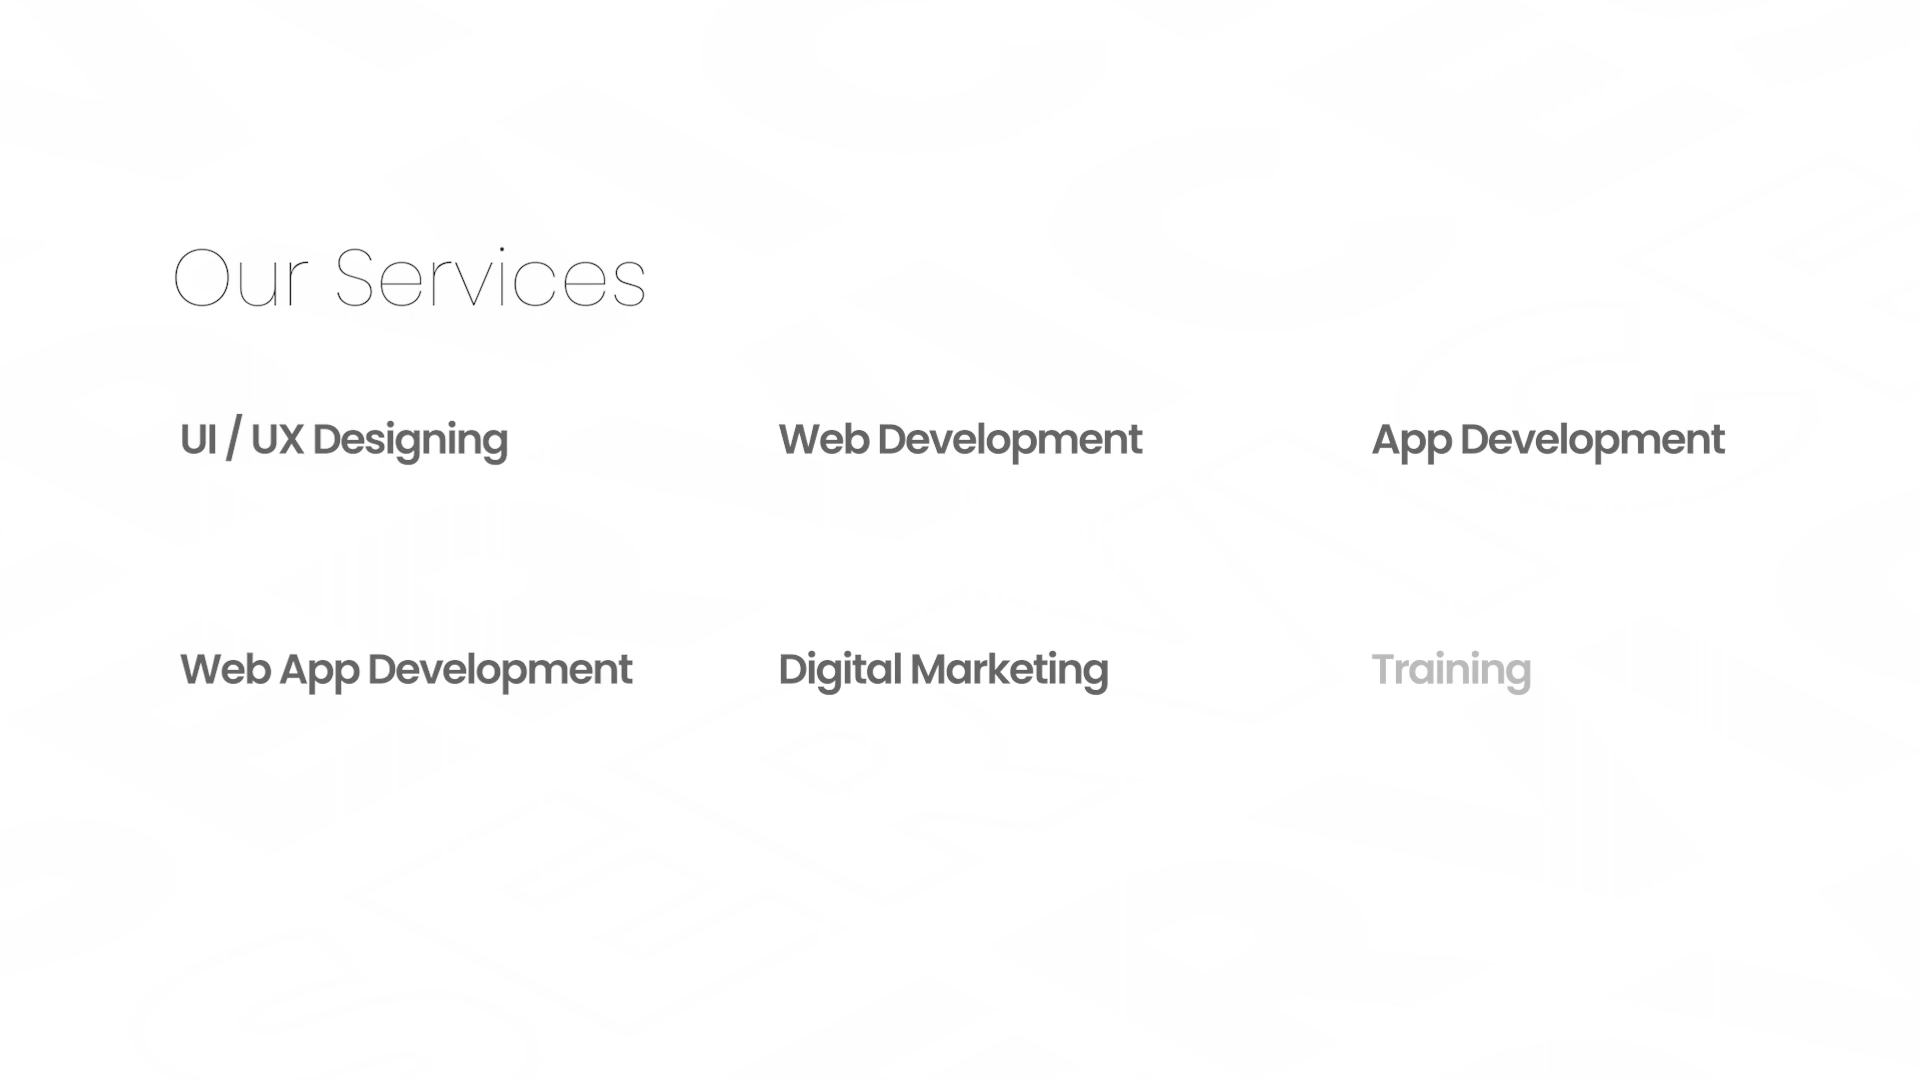 Our Services
UI / UX Designing
Web Development
App Development
Web App Development
Digital Marketing
Training